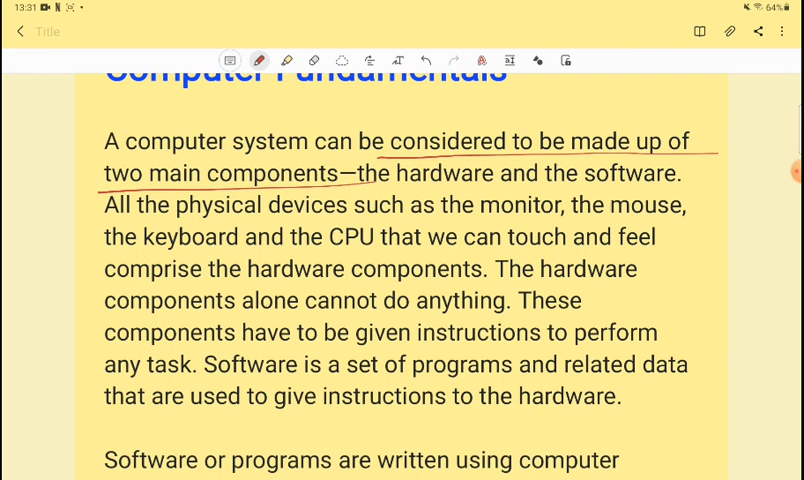 13:31 64%
Title
Computer Fundamentals
A computer system can be considered to be made up of
two main components—the hardware and the software.
All the physical devices such as the monitor, the mouse,
the keyboard and the CPU that we can touch and feel
comprise the hardware components. The hardware
components alone cannot do anything. These
components have to be given instructions to perform
any task. Software is a set of programs and related data
that are used to give instructions to the hardware.
Software or programs are written using computer